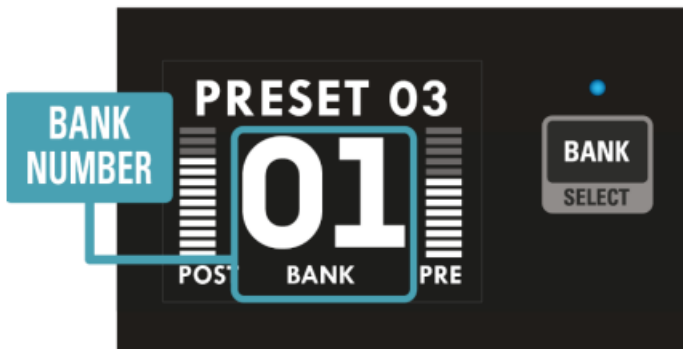 BANK
NUMBER
PRESET 03
01
POST BANK PRE
BANK
SELECT